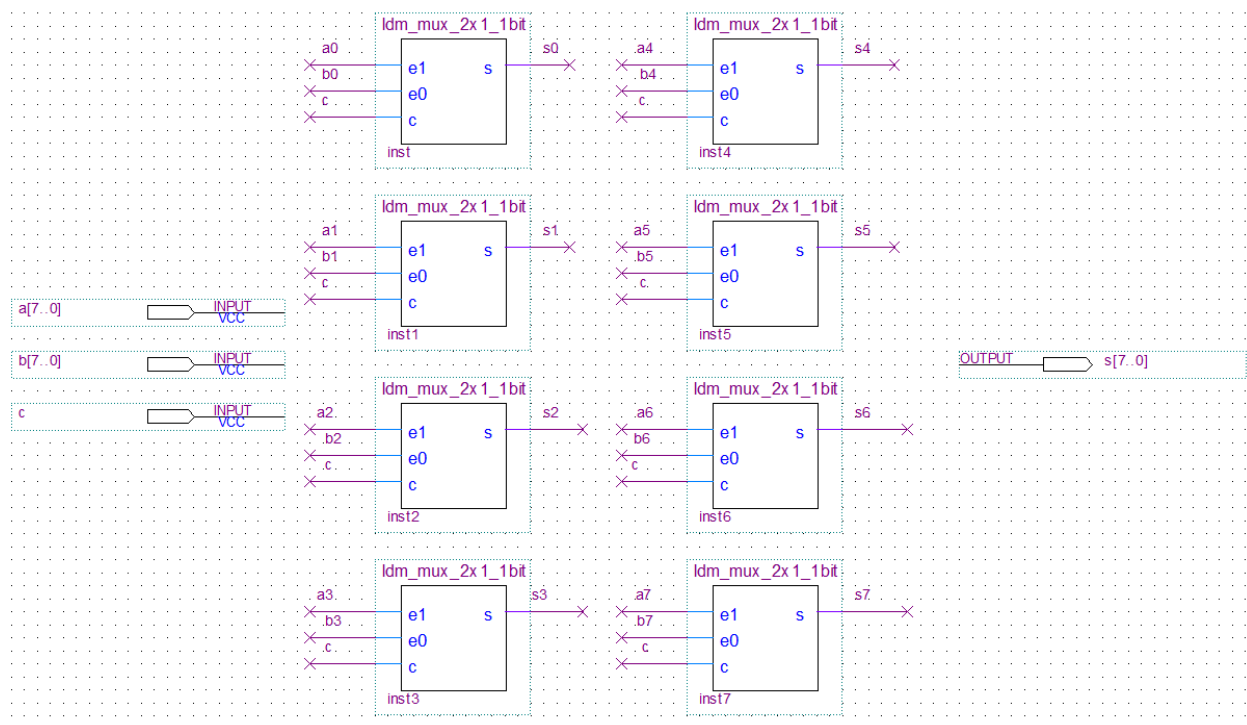 ldm_mux_2x1_1bit
a0
b0
c
e1
e0
c
s
s0
inst
ldm_mux_2x1_1bit
a4
b4
c
e1
e0
c
s
s4
inst4
ldm_mux_2x1_1bit
a1
b1
c
e1
e0
c
s
s1
inst1
ldm_mux_2x1_1bit
a5
b5
c
e1
e0
c
s
s5
inst5
a[7..0]
INPUT
VCC
b[7..0]
INPUT
VCC
c
INPUT
VCC
OUTPUT
s[7..0]
ldm_mux_2x1_1bit
a2
b2
c
e1
e0
c
s
s2
inst2
ldm_mux_2x1_1bit
a6
b6
c
e1
e0
c
s
s6
inst6
ldm_mux_2x1_1bit
a3
b3
c
e1
e0
c
s
s3
inst3
ldm_mux_2x1_1bit
a7
b7
c
e1
e0
c
s
s7
inst7